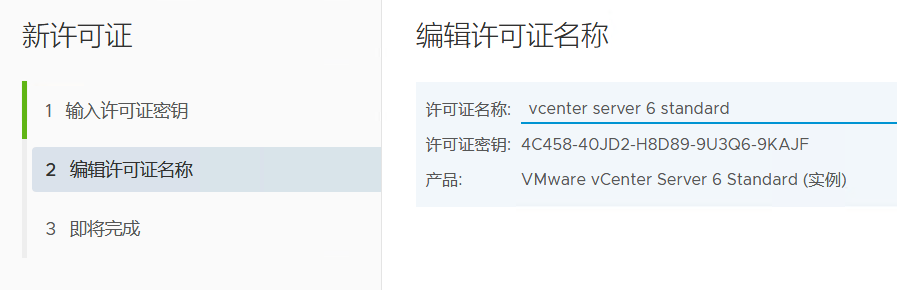 新许可证
1 输入许可证密钥
2 编辑许可证名称
3 即将完成
编辑许可证名称
许可证名称: vcenter server 6 standard
许可证密钥: 4C458-40JD2-H8D89-9U3Q6-9KAJF
产品: VMware vCenter Server 6 Standard (实例)